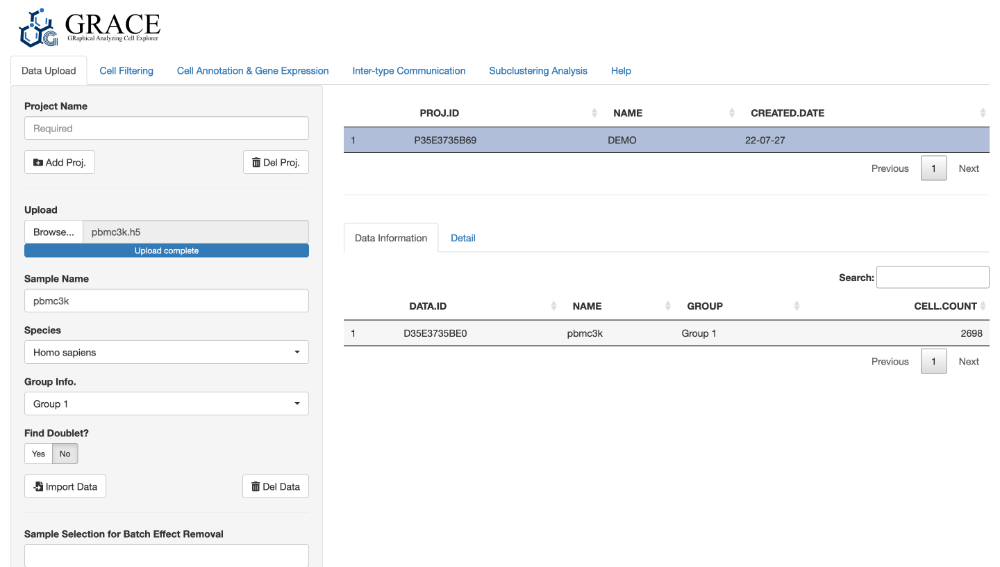 GRACE
GRaphical Analyzing Cell Explorer
Data Upload
Cell Filtering
Cell Annotation & Gene Expression
Inter-type Communication
Subclustering Analysis
Help
Project Name
Required
Add Proj.
Del Proj.
Upload
Browse...
pbmc3k.h5
Upload complete
Sample Name
pbmc3k
Species
Homo sapiens
Group Info.
Group 1
Find Doublet?
Yes No
Import Data
Del Data
Sample Selection for Batch Effect Removal
PROJ.ID NAME CREATED.DATE
1 P35E3735B69 DEMO 22-07-27
Previous 1 Next
Data Information
Detail
Search:
DATA.ID NAME GROUP CELL.COUNT
1 D35E3735BE0 pbmc3k Group 1 2698
Previous 1 Next